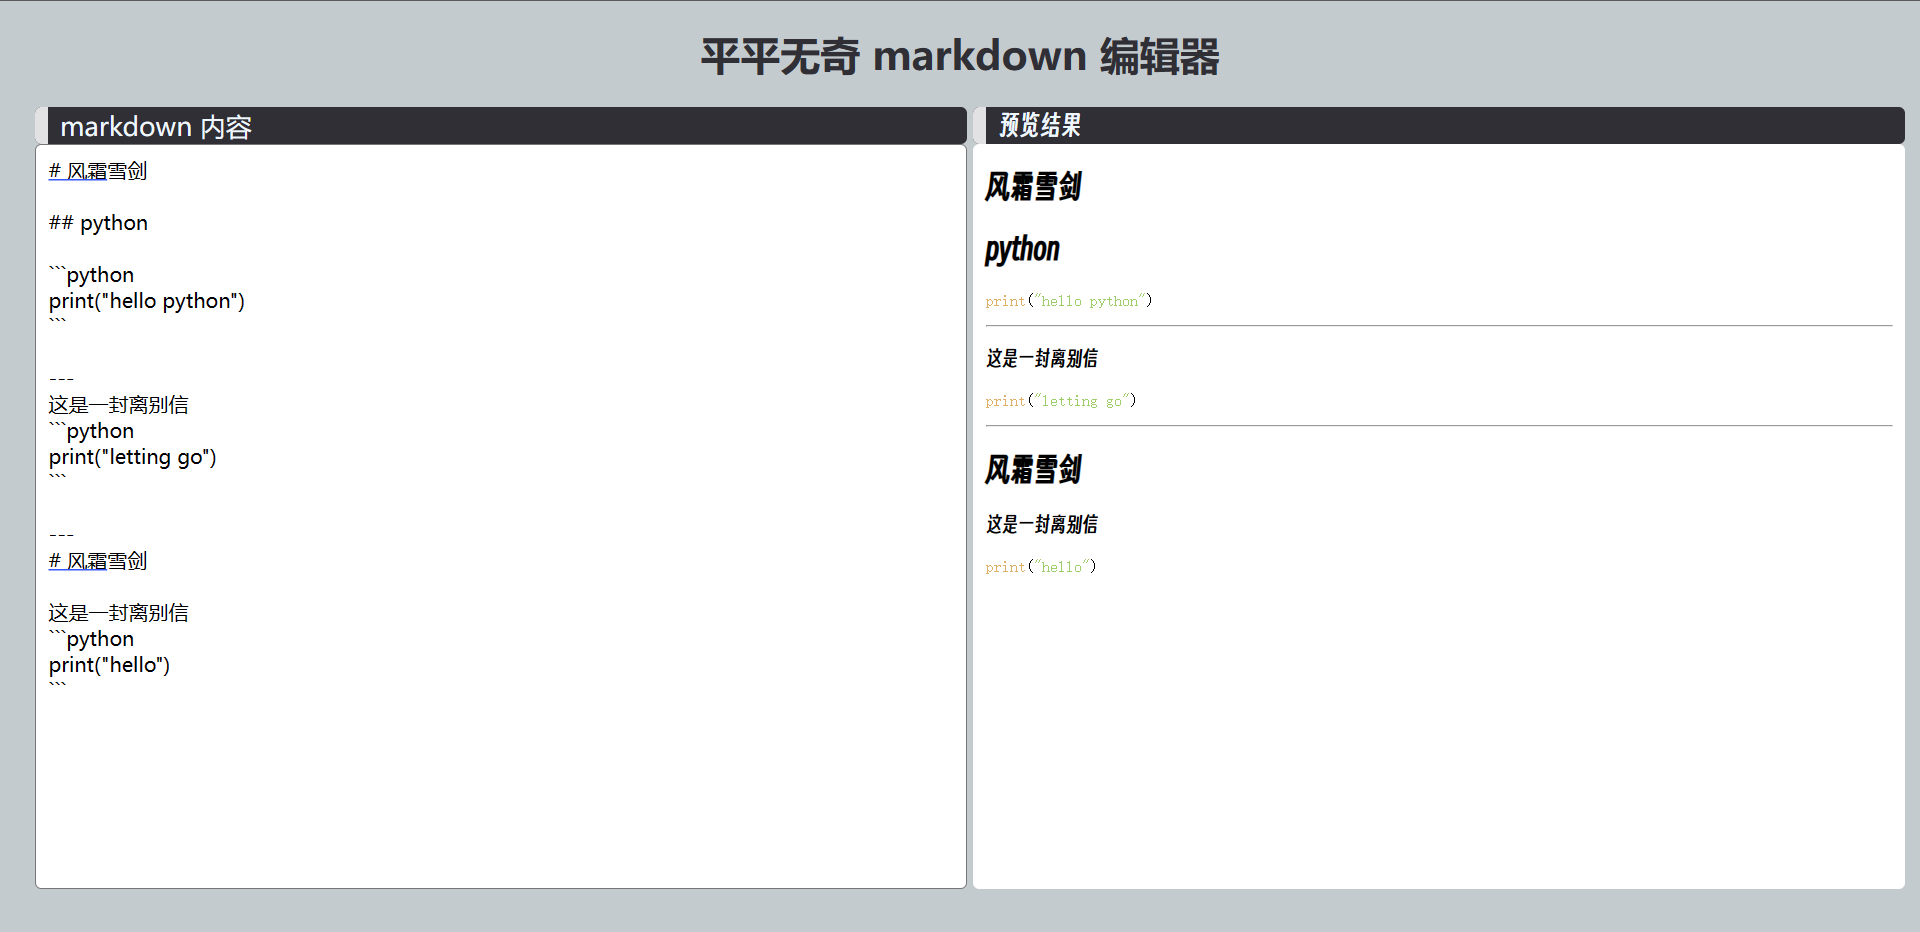 平平无奇 markdown 编辑器
markdown 内容
# 风霜雪剑
## python
```python
print("hello python")
```
---
这是一封离别信
```python
print("letting go")
```
---
# 风霜雪剑
这是一封离别信
```python
print("hello")
```
预览结果
风霜雪剑
python
print("hello python")
这是一封离别信
print("letting go")
风霜雪剑
这是一封离别信
print("hello")